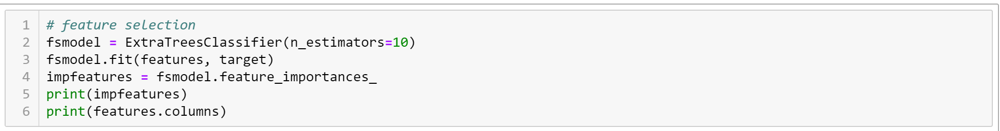 1 # feature selection
2 fsmodel = ExtraTreesClassifier(n_estimators=10)
3 fsmodel.fit(features, target)
4 impfeatures = fsmodel.feature_importances_
5 print(impfeatures)
6 print(features.columns)